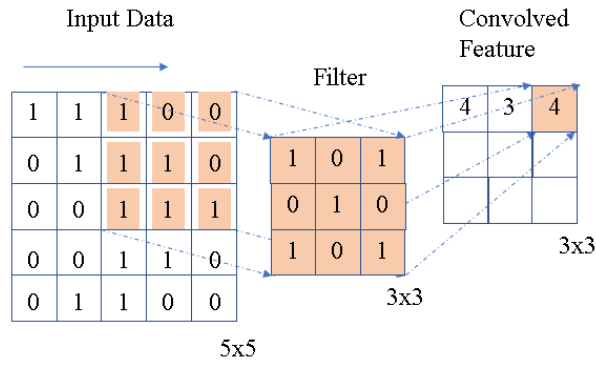 Input Data
Convolved
Feature
Filter
1 1 1 0 0
0 1 1 1 0
0 0 1 1 1
0 0 1 1 0
0 1 1 0 0
5x5
1 0 1
0 1 0
1 0 1
3x3
4 3 4
3x3